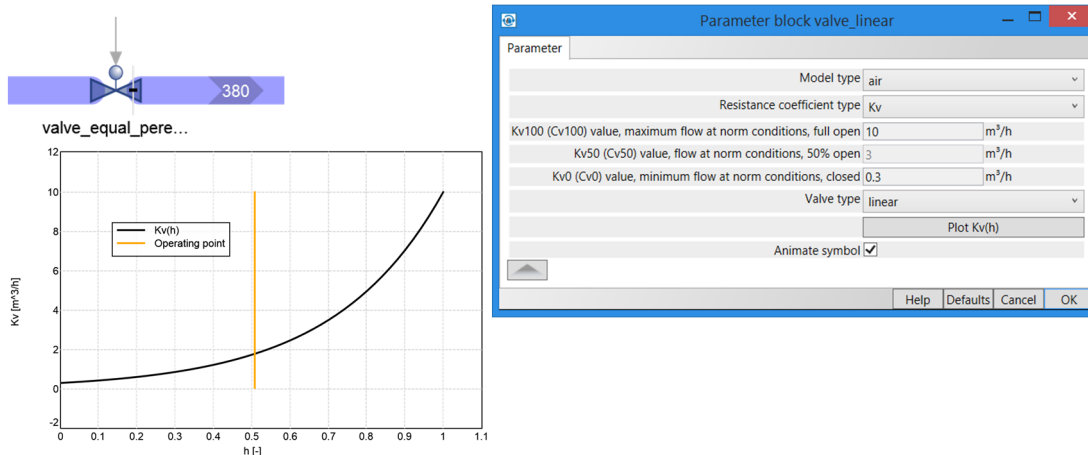 380
valve_equal_pere...
12
10
8
6
4
2
0
-2
Kv [m^3/h]
Kv(h)
Operating point
0 0.1 0.2 0.3 0.4 0.5 0.6 0.7 0.8 0.9 1 1.1
h [-]
Parameter block valve_linear
Parameter
Model type air
Resistance coefficient type Kv
Kv100 (Cv100) value, maximum flow at norm conditions, full open 10 m³/h
Kv50 (Cv50) value, flow at norm conditions, 50% open 3 m³/h
Kv0 (Cv0) value, minimum flow at norm conditions, closed 0.3 m³/h
Valve type linear
Plot Kv(h)
Animate symbol
Help Defaults Cancel OK